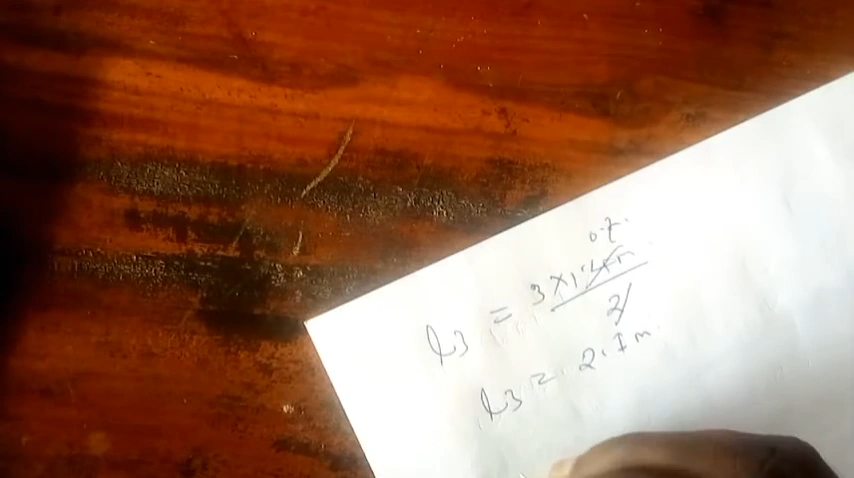 0.7
l3 = 3 × 1.4m
2
l3 = 2.1m